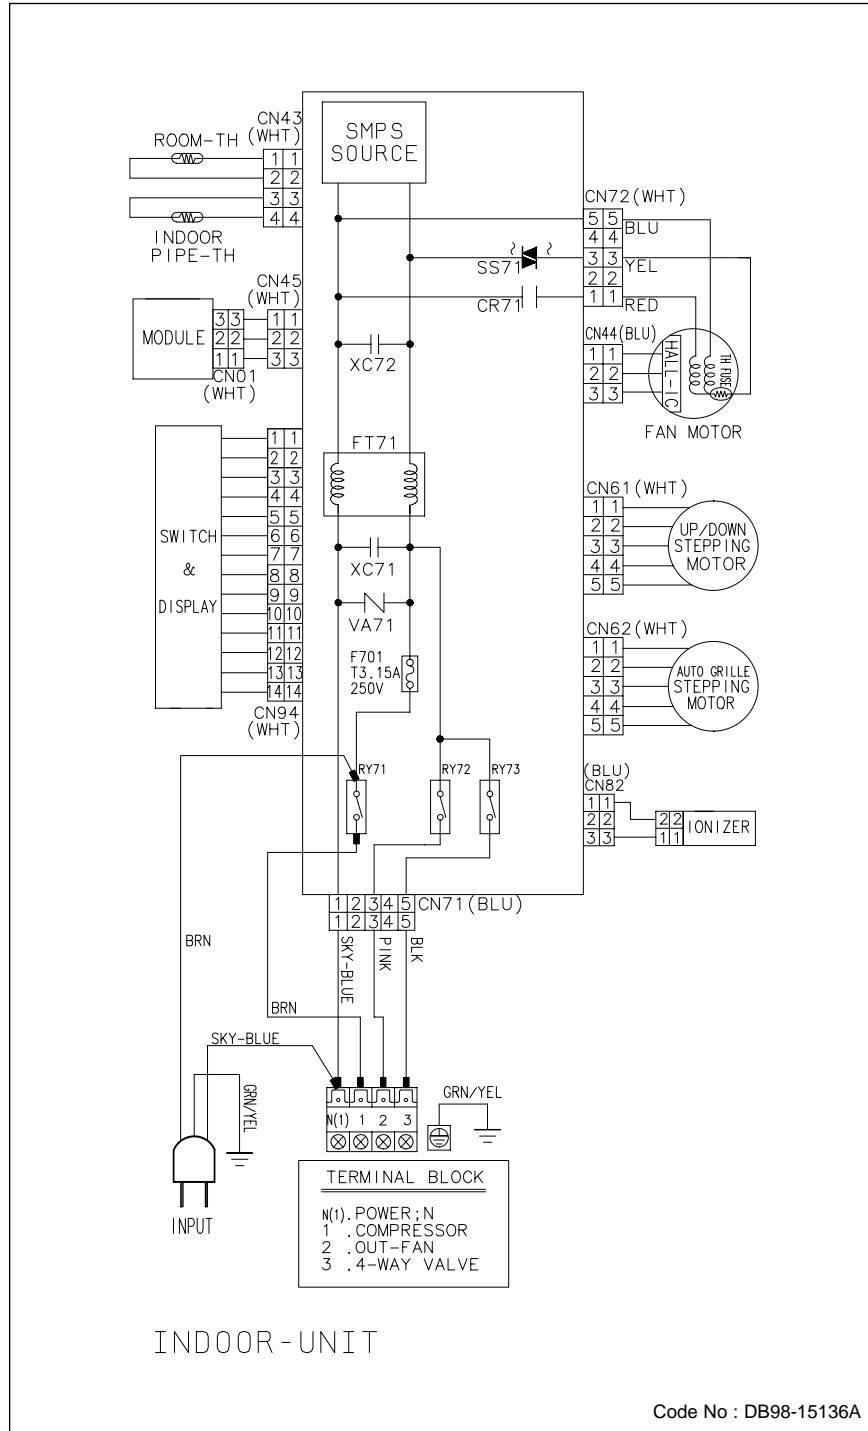 SMPS
SOURCE
CN43
(WHT)
ROOM-TH
1 1
2 2
3 3
4 4
INDOOR
PIPE-TH
CN45
(WHT)
MODULE
3 3
2 2
1 1
1 1
2 2
3 3
CN01
(WHT)
CN72(WHT)
5 5
BLU
4 4
3 3
YEL
2 2
1 1
RED
SS71
CR71
CN44(BLU)
1 1
2 2
3 3
HALL-IC
TH FUSE
FAN MOTOR
XC72
FT71
XC71
VA71
F701
T3.15A
250V
SWITCH
&
DISPLAY
1 1
2 2
3 3
4 4
5 5
6 6
7 7
8 8
9 9
10 10
11 11
12 12
13 13
14 14
CN94
(WHT)
CN61(WHT)
1 1
2 2
3 3
4 4
5 5
UP/DOWN
STEPPING
MOTOR
CN62(WHT)
1 1
2 2
3 3
4 4
5 5
AUTO GRILLE
STEPPING
MOTOR
RY71
RY72
RY73
(BLU)
CN82
1 1
2 2
3 3
2 2
1 1
IONIZER
1 2 3 4 5
1 2 3 4 5
CN71(BLU)
SKY-BLUE
PINK
BLK
BRN
BRN
SKY-BLUE
GRN/YEL
GRN/YEL
N(1) 1 2 3
INPUT
TERMINAL BLOCK
N(1). POWER;N
1 .COMPRESSOR
2 .OUT-FAN
3 .4-WAY VALVE
INDOOR-UNIT
Code No : DB98-15136A